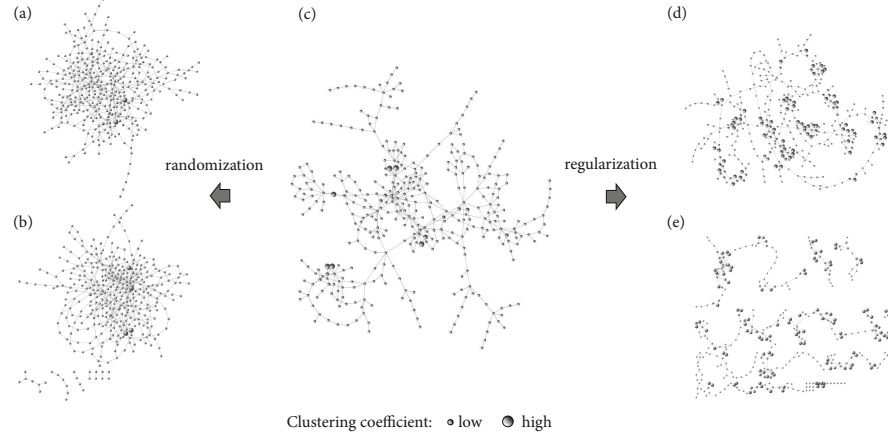 (a)
(c)
(d)
randomization
regularization
(b)
(e)
Clustering coefficient: low high